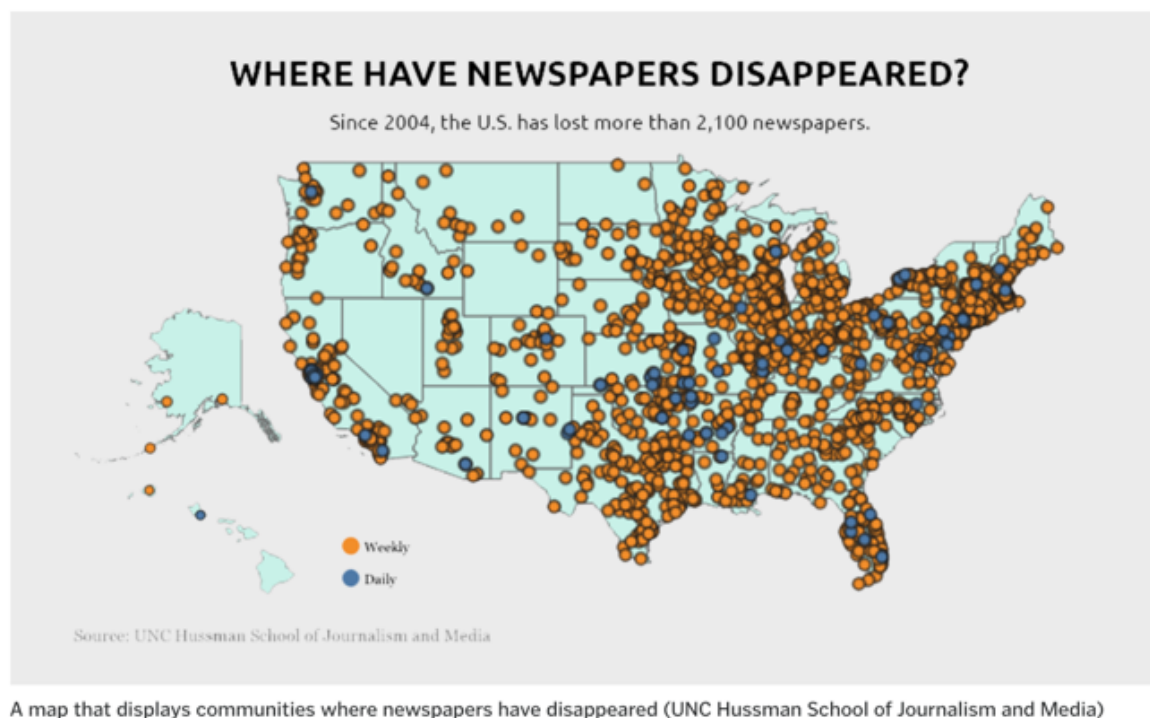 WHERE HAVE NEWSPAPERS DISAPPEARED?
Since 2004, the U.S. has lost more than 2,100 newspapers.
Weekly
Daily
Source: UNC Hussman School of Journalism and Media
A map that displays communities where newspapers have disappeared (UNC Hussman School of Journalism and Media)